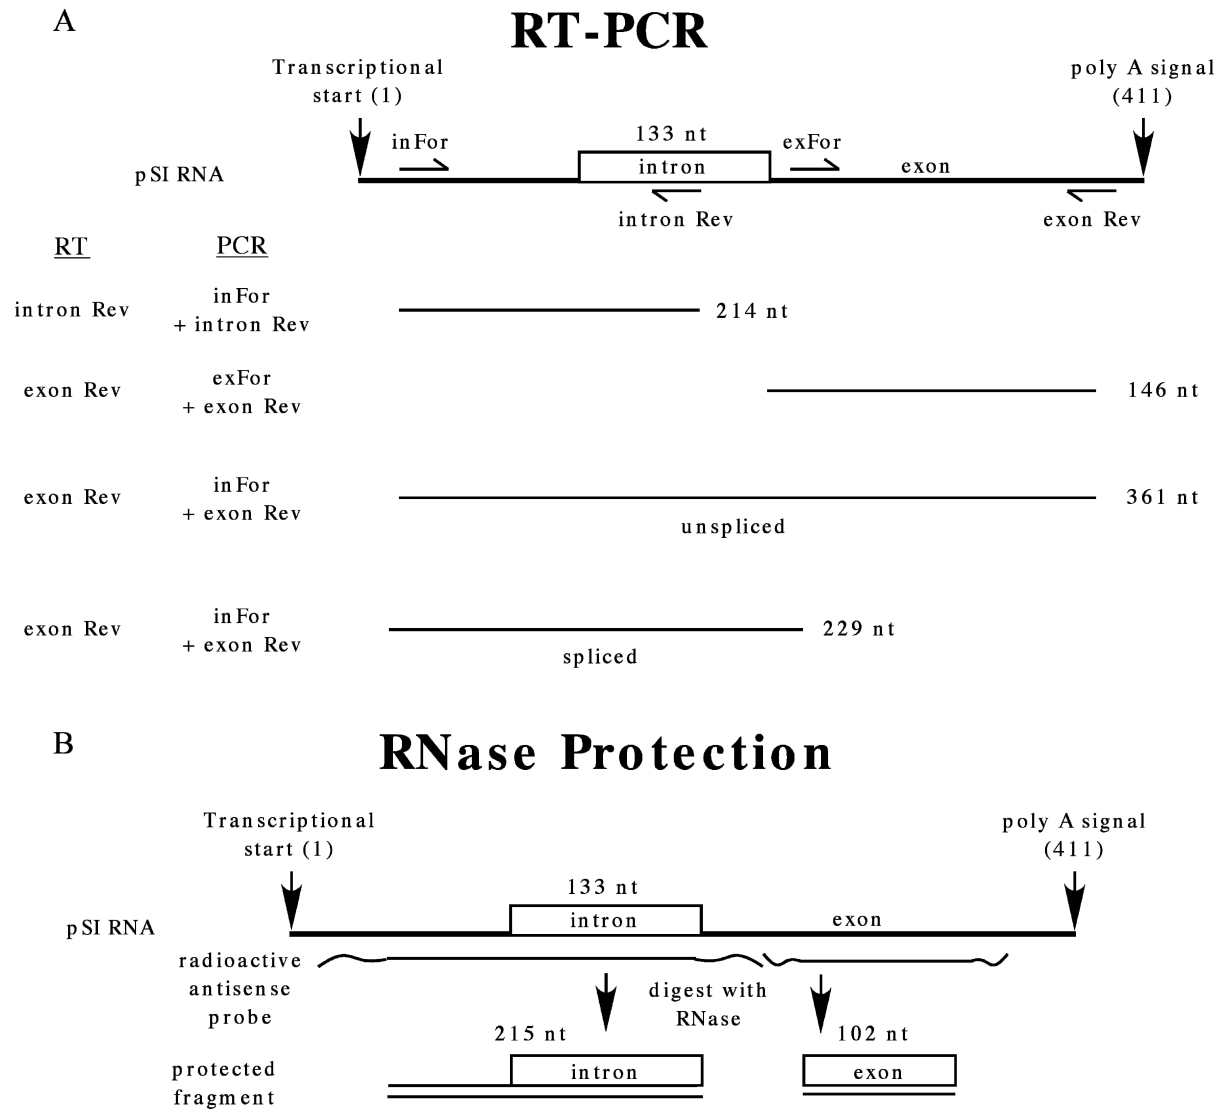 A
RT-PCR
Transcriptional
start (1)
poly A signal
(411)
inFor
133 nt
exFor
pSI RNA
intron
exon
intron Rev
exon Rev
RT
PCR
intron Rev
inFor
+ intron Rev
214 nt
exon Rev
exFor
+ exon Rev
146 nt
exon Rev
inFor
+ exon Rev
361 nt
unspliced
exon Rev
inFor
+ exon Rev
229 nt
spliced
B
RNase Protection
Transcriptional
start (1)
poly A signal
(411)
133 nt
pSI RNA
intron
exon
radioactive
antisense
probe
digest with
RNase
215 nt
102 nt
protected
fragment
intron
exon